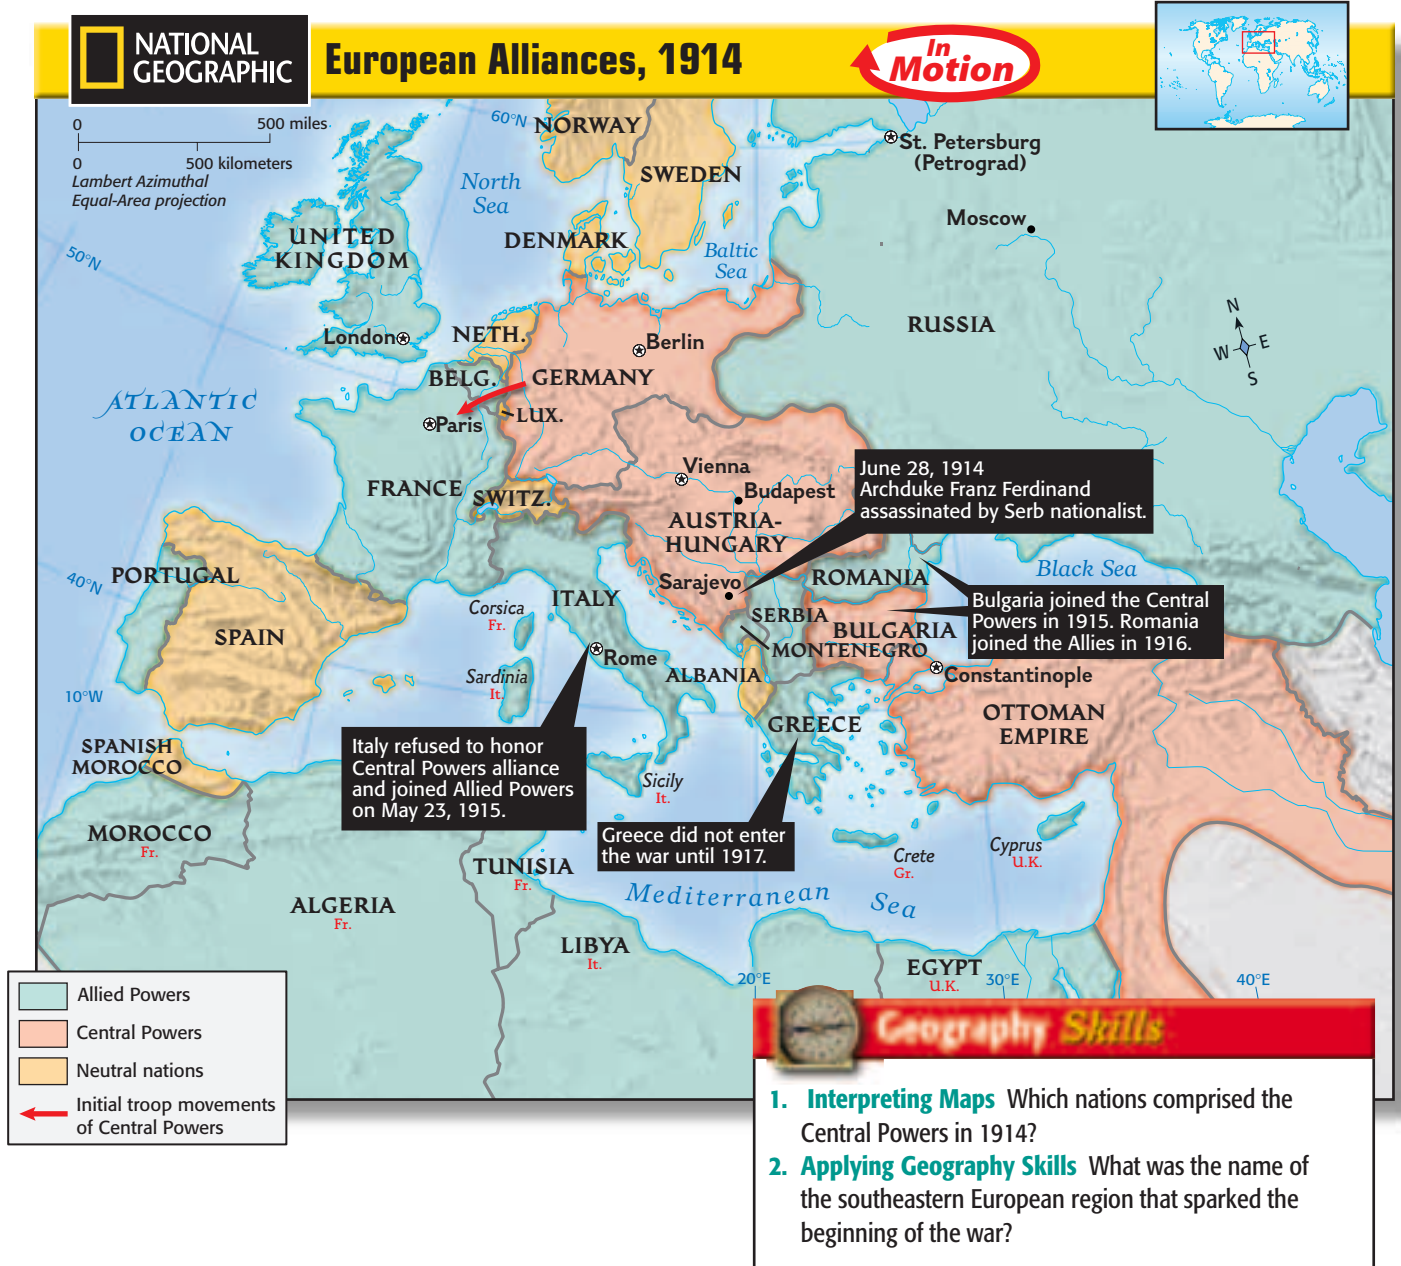 NATIONAL
GEOGRAPHIC
European Alliances, 1914
In
Motion
0
500 miles
0
500 kilometers
Lambert Azimuthal
Equal-Area projection
60°N
50°N
40°N
10°W
20°E
30°E
40°E
NORWAY
SWEDEN
St. Petersburg
(Petrograd)
North
Sea
Moscow
UNITED
KINGDOM
DENMARK
Baltic
Sea
RUSSIA
N
W
E
S
London
NETH.
Berlin
BELG.
GERMANY
ATLANTIC
OCEAN
LUX.
Paris
Vienna
FRANCE
SWITZ.
Budapest
AUSTRIA-
HUNGARY
June 28, 1914
Archduke Franz Ferdinand
assassinated by Serb nationalist.
PORTUGAL
Black Sea
ROMANIA
Sarajevo
Corsica
Fr.
ITALY
SERBIA
Bulgaria joined the Central
Powers in 1915. Romania
joined the Allies in 1916.
SPAIN
BULGARIA
MONTENEGRO
Rome
Sardinia
It.
ALBANIA
Constantinople
OTTOMAN
EMPIRE
GREECE
SPANISH
MOROCCO
Italy refused to honor
Central Powers alliance
and joined Allied Powers
on May 23, 1915.
Sicily
It.
MOROCCO
Fr.
Greece did not enter
the war until 1917.
Crete
Gr.
Cyprus
U.K.
TUNISIA
Fr.
Mediterranean Sea
ALGERIA
Fr.
LIBYA
It.
EGYPT
U.K.
Allied Powers
Central Powers
Neutral nations
Initial troop movements
of Central Powers
Geography Skills
1. Interpreting Maps Which nations comprised the
Central Powers in 1914?
2. Applying Geography Skills What was the name of
the southeastern European region that sparked the
beginning of the war?